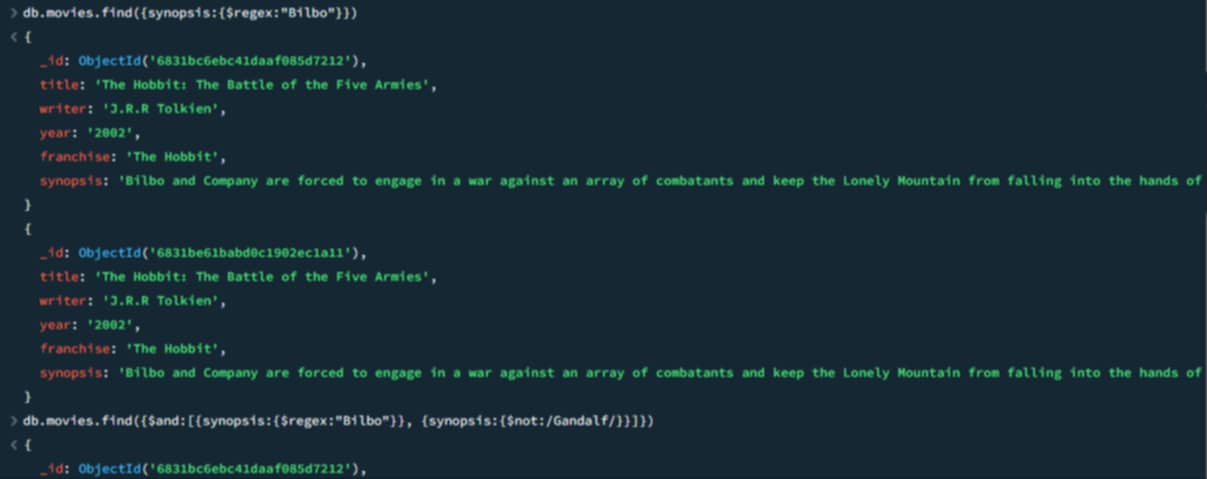 > db.movies.find({synopsis:{$regex:"Bilbo"}})
< {
_id: ObjectId('6831bc6ebc41daaf085d7212'),
title: 'The Hobbit: The Battle of the Five Armies',
writer: 'J.R.R Tolkien',
year: '2002',
franchise: 'The Hobbit',
synopsis: 'Bilbo and Company are forced to engage in a war against an array of combatants and keep the Lonely Mountain from falling into the hands of
}
{
_id: ObjectId('6831be61babd0c1902ec1a11'),
title: 'The Hobbit: The Battle of the Five Armies',
writer: 'J.R.R Tolkien',
year: '2002',
franchise: 'The Hobbit',
synopsis: 'Bilbo and Company are forced to engage in a war against an array of combatants and keep the Lonely Mountain from falling into the hands of
}
> db.movies.find({$and:[{synopsis:{$regex:"Bilbo"}}, {synopsis:{$not:/Gandalf/}}]})
< {
_id: ObjectId('6831bc6ebc41daaf085d7212'),